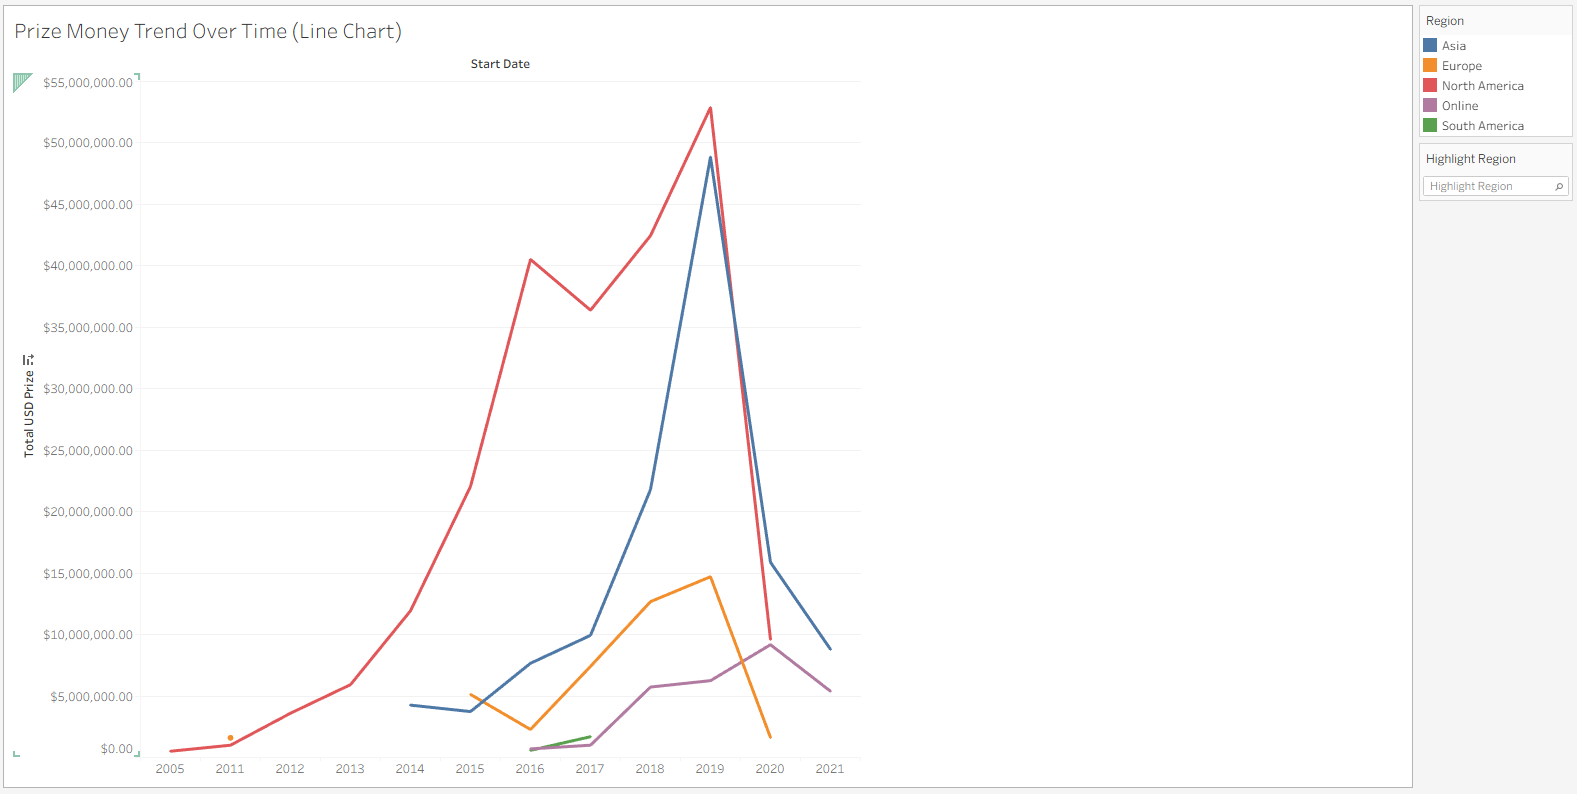 Prize Money Trend Over Time (Line Chart)
Start Date
$55,000,000.00
$50,000,000.00
$45,000,000.00
$40,000,000.00
$35,000,000.00
$30,000,000.00
$25,000,000.00
$20,000,000.00
$15,000,000.00
$10,000,000.00
$5,000,000.00
$0.00
Total USD Prize
2005 2011 2012 2013 2014 2015 2016 2017 2018 2019 2020 2021
Region
Asia
Europe
North America
Online
South America
Highlight Region
Highlight Region